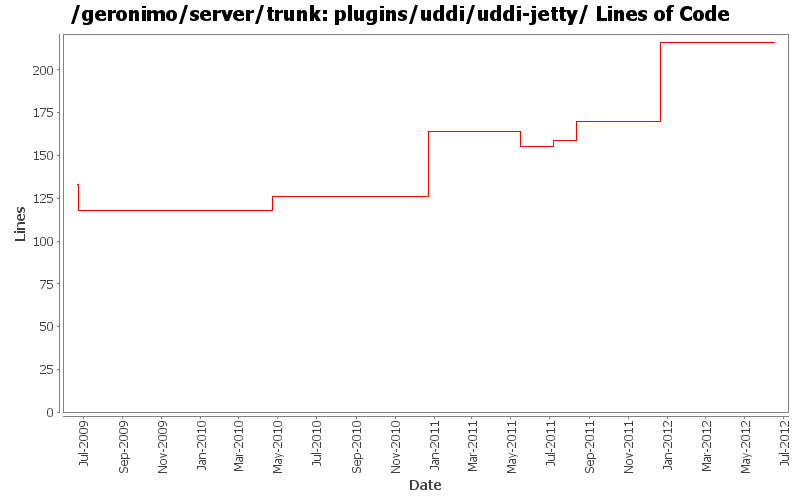 /geronimo/server/trunk: plugins/uddi/uddi-jetty/ Lines of Code
Lines
200
175
150
125
100
75
50
25
0
Jul-2009
Sep-2009
Nov-2009
Jan-2010
Mar-2010
May-2010
Jul-2010
Sep-2010
Nov-2010
Jan-2011
Mar-2011
May-2011
Jul-2011
Sep-2011
Nov-2011
Jan-2012
Mar-2012
May-2012
Jul-2012
Date